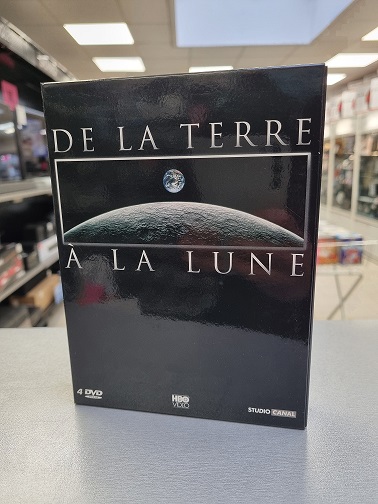 DE LA TERRE
À LA LUNE
4 DVD
HBO
VIDEO
STUDIO CANAL